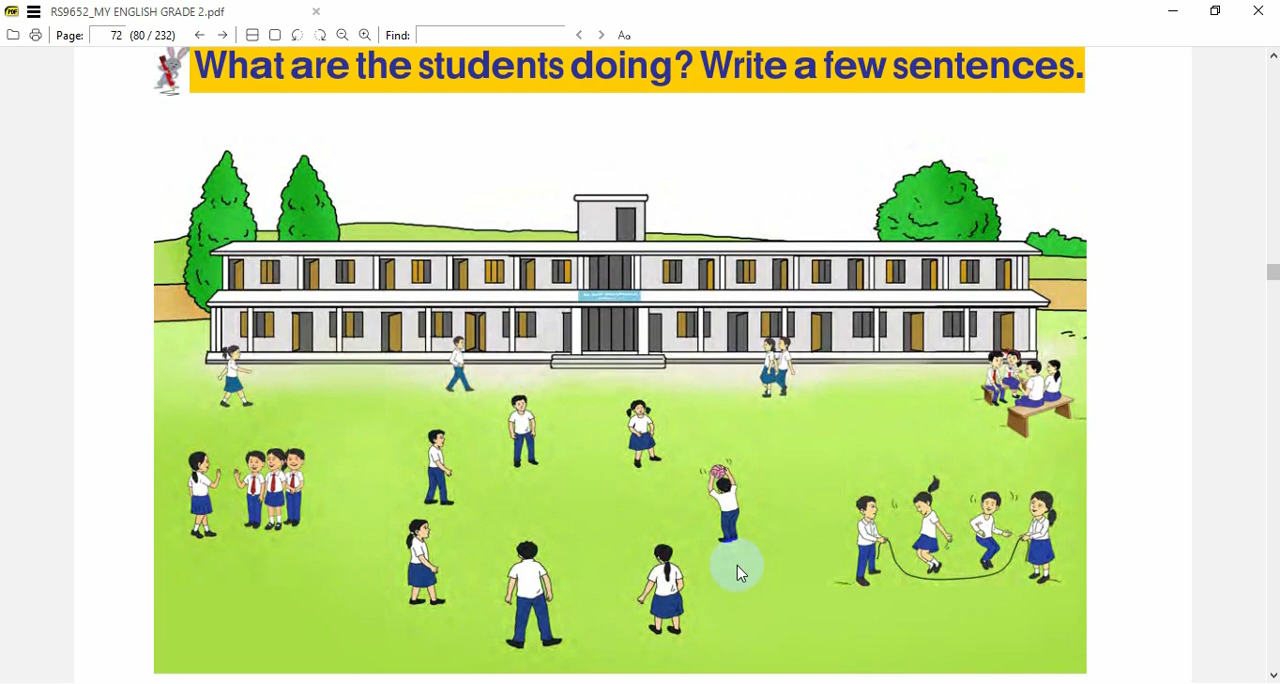 RS9652_MY ENGLISH GRADE 2.pdf
Page: 72 (80 / 232) Find:
What are the students doing? Write a few sentences.